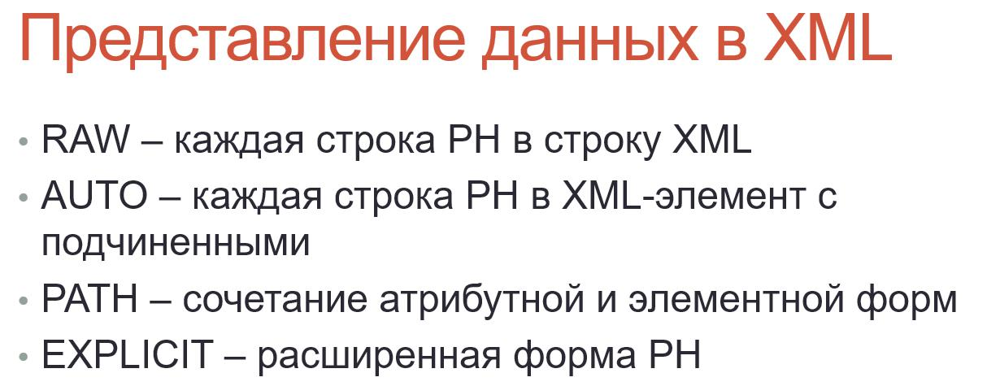 Представление данных в XML
• RAW – каждая строка РН в строку XML
• AUTO – каждая строка РН в XML-элемент с
подчиненными
• PATH – сочетание атрибутной и элементной форм
• EXPLICIT – расширенная форма РН